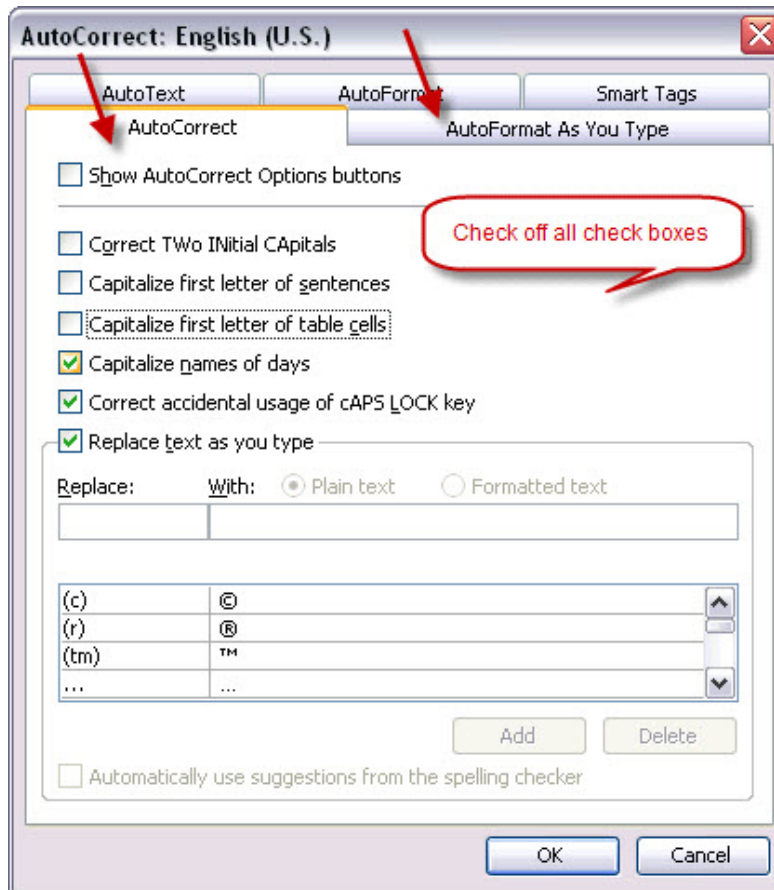 AutoCorrect: English (U.S.)
AutoText AutoFormat Smart Tags
AutoCorrect AutoFormat As You Type
Show AutoCorrect Options buttons
Check off all check boxes
Correct TWo INitial CApitals
Capitalize first letter of sentences
Capitalize first letter of table cells
Capitalize names of days
Correct accidental usage of cAPS LOCK key
Replace text as you type
Replace: With: Plain text Formatted text
(c) ©
(r) ®
(tm) ™
... …
Add Delete
Automatically use suggestions from the spelling checker
OK Cancel